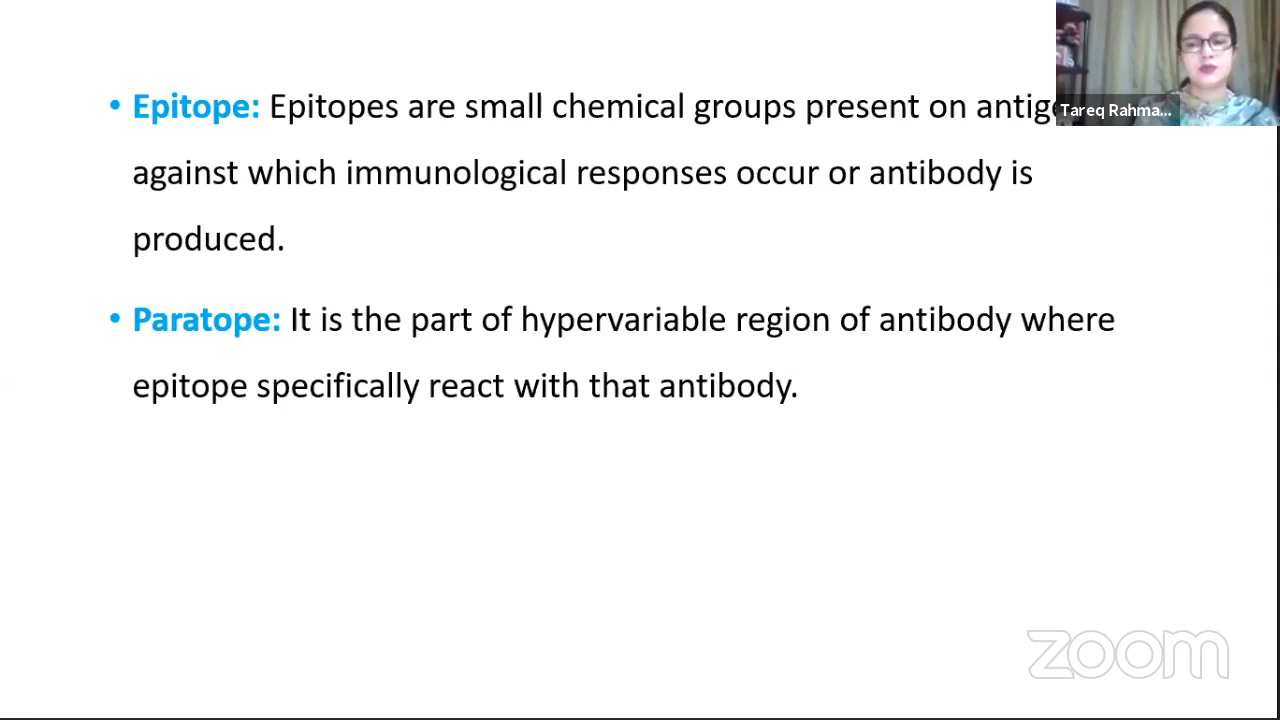 • Epitope: Epitopes are small chemical groups present on
against which immunological responses occur or antibody is
produced.
• Paratope: It is the part of hypervariable region of antibody where
epitope specifically react with that antibody.
Tareq Rahma...
zoom